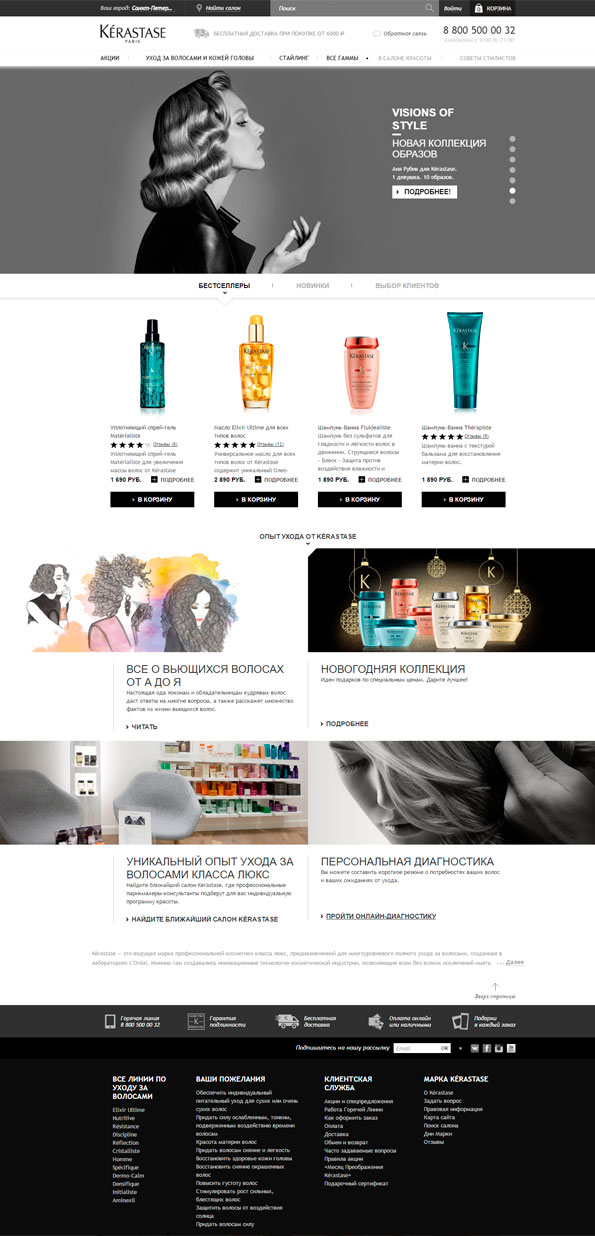 Ваш город: Санкт-Петер...
Найти салон
Поиск
Войти
КОРЗИНА
KÉRASTASE
PARIS
БЕСПЛАТНАЯ ДОСТАВКА ПРИ ПОКУПКЕ ОТ 6000 ₽
Обратная связь
8 800 500 00 32
Ежедневно с 9:00 до 21:00
АКЦИИ
УХОД ЗА ВОЛОСАМИ И КОЖЕЙ ГОЛОВЫ
СТАЙЛИНГ
ВСЕ ГАММЫ
В САЛОНЕ КРАСОТЫ
СОВЕТЫ СТИЛИСТОВ
VISIONS OF
STYLE
НОВАЯ КОЛЛЕКЦИЯ
ОБРАЗОВ
Аня Рубик для Kérastase.
1 девушка. 10 образов.
ПОДРОБНЕЕ!
БЕСТСЕЛЛЕРЫ
НОВИНКИ
ВЫБОР КЛИЕНТОВ
Уплотняющий спрей-гель
Matérialiste
Отзывы (8)
Уплотняющий спрей-гель
Matérialiste для увеличения
массы волос от Kérastase
1 690 РУБ.
ПОДРОБНЕЕ
В КОРЗИНУ
Масло Elixir Ultime для всех
типов волос
Отзывы (12)
Универсальное масло для всех
типов волос от Kérastase
содержит уникальный Олео-
2 890 РУБ.
ПОДРОБНЕЕ
В КОРЗИНУ
Шампунь-Ванна Fluidealiste
Шампунь без сульфатов для
гладкости и лёгкости волос в
движении. Струящиеся волосы
- Блеск - Защита против
воздействия влажности и
1 890 РУБ.
ПОДРОБНЕЕ
В КОРЗИНУ
Шампунь-Ванна Thérapiste
Отзывы (9)
Шампунь-ванна с текстурой
бальзама для восстановления
материи волос.
1 890 РУБ.
ПОДРОБНЕЕ
В КОРЗИНУ
ОПЫТ УХОДА ОТ KÉRASTASE
ВСЕ О ВЬЮЩИХСЯ ВОЛОСАХ
ОТ А ДО Я
Настоящая ода локонам и обладательницам кудрявых волос
даст ответы на многие вопросы, а также расскажет множество
фактов из жизни вьющихся волос.
ЧИТАТЬ
НОВОГОДНЯЯ КОЛЛЕКЦИЯ
Идеи подарков по специальным ценам. Дарите лучшее!
ПОДРОБНЕЕ
УНИКАЛЬНЫЙ ОПЫТ УХОДА ЗА
ВОЛОСАМИ КЛАССА ЛЮКС
Найдите ближайший салон Kerastase, где профессиональные
парикмахеры-консультанты подберут для вас индивидуальную
программу красоты.
НАЙДИТЕ БЛИЖАЙШИЙ САЛОН KÉRASTASE
ПЕРСОНАЛЬНАЯ ДИАГНОСТИКА
Вы можете составить короткое резюме о потребностях ваших волос
и ваших ожиданиях от ухода.
ПРОЙТИ ОНЛАЙН-ДИАГНОСТИКУ
Kérastase — это ведущая марка профессиональной косметики класса люкс, предназначенной для многоуровневого полного ухода за волосами, созданная в
лабораториях L'Oréal. Именно там создавались инновационные технологии косметической индустрии, позволяющие всем без всяких исключений иметь ... Далее
Вверх страницы
Горячая линия
8 800 500 00 32
Гарантия
подлинности
Бесплатная
доставка
Оплата онлайн
или наличными
Подарки
в каждый заказ
Подпишитесь на нашу рассылку
Email
OK
ВСЕ ЛИНИИ ПО
УХОДУ ЗА
ВОЛОСАМИ
Elixir Ultime
Nutritive
Résistance
Discipline
Réflection
Cristalliste
Homme
Spécifique
Dermo-Calm
Densifique
Initialiste
Aminexil
ВАШИ ПОЖЕЛАНИЯ
Обеспечить индивидуальный
питательный уход для сухих или очень
сухих волос
Придать силу ослабленным, тонким,
подверженным воздействию времени
волосам
Красота материи волос
Придать волосам сияние и легкость
Восстановить здоровье кожи головы
Восстановить сияние окрашенных
волос
Повысить густоту волос
Стимулировать рост сильных,
блестящих волос
Защитить волосы от воздействия
солнца
Придать волосам силу
КЛИЕНТСКАЯ
СЛУЖБА
Акции и спецпредложения
Работа Горячей Линии
Как оформить заказ
Оплата
Доставка
Обмен и возврат
Часто задаваемые вопросы
Правила акции
«Месяц Преображения
Kérastase»
Подарочный сертификат
МАРКА KÉRASTASE
О Kérastase
Задать вопрос
Правовая информация
Карта сайта
Поиск салона
Дни Марки
Отзывы